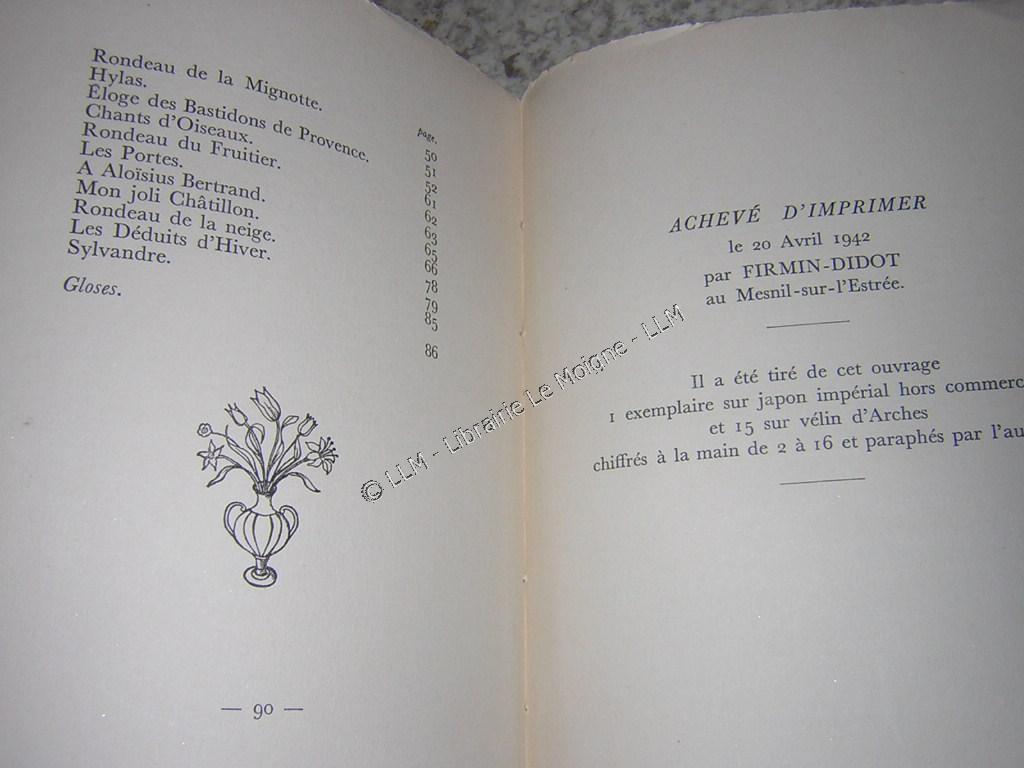 page.
Rondeau de la Mignotte. 50
Hylas. 51
Éloge des Bastidons de Provence. 52
Chants d'Oiseaux. 61
Rondeau du Fruitier. 62
Les Portes. 63
A Aloïsius Bertrand. 65
Mon joli Châtillon. 66
Rondeau de la neige. 78
Les Déduits d'Hiver. 79
Sylvandre. 85
Gloses. 86
— 90 —
ACHEVÉ D'IMPRIMER
le 20 Avril 1942
par FIRMIN-DIDOT
au Mesnil-sur-l'Estrée.
Il a été tiré de cet ouvrage
1 exemplaire sur japon impérial hors commerc
et 15 sur vélin d'Arches
chiffrés à la main de 2 à 16 et paraphés par l'au
© LLM - Librairie Le Moigne - LLM